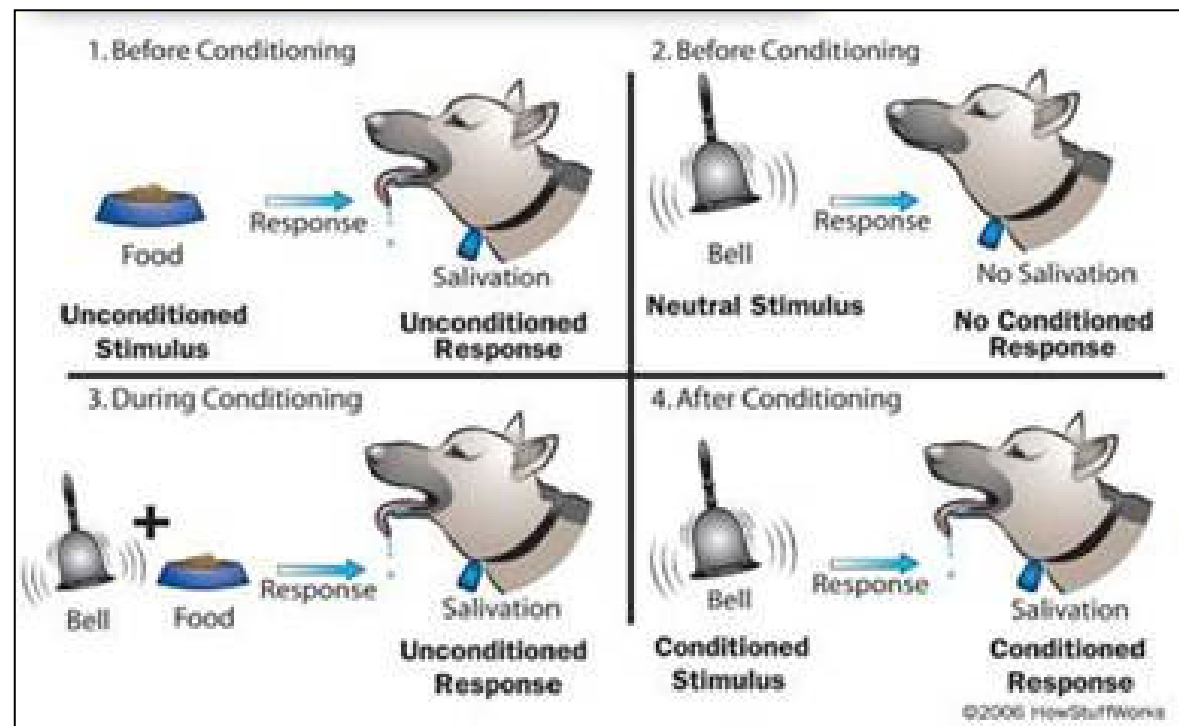 1. Before Conditioning
Food
Response
Salivation
Unconditioned
Stimulus
Unconditioned
Response
2. Before Conditioning
Bell
Response
No Salivation
Neutral Stimulus
No Conditioned
Response
3. During Conditioning
+
Bell
Food
Response
Salivation
Unconditioned
Response
4. After Conditioning
Bell
Response
Salivation
Conditioned
Stimulus
Conditioned
Response
©2006 HowStuffWorks